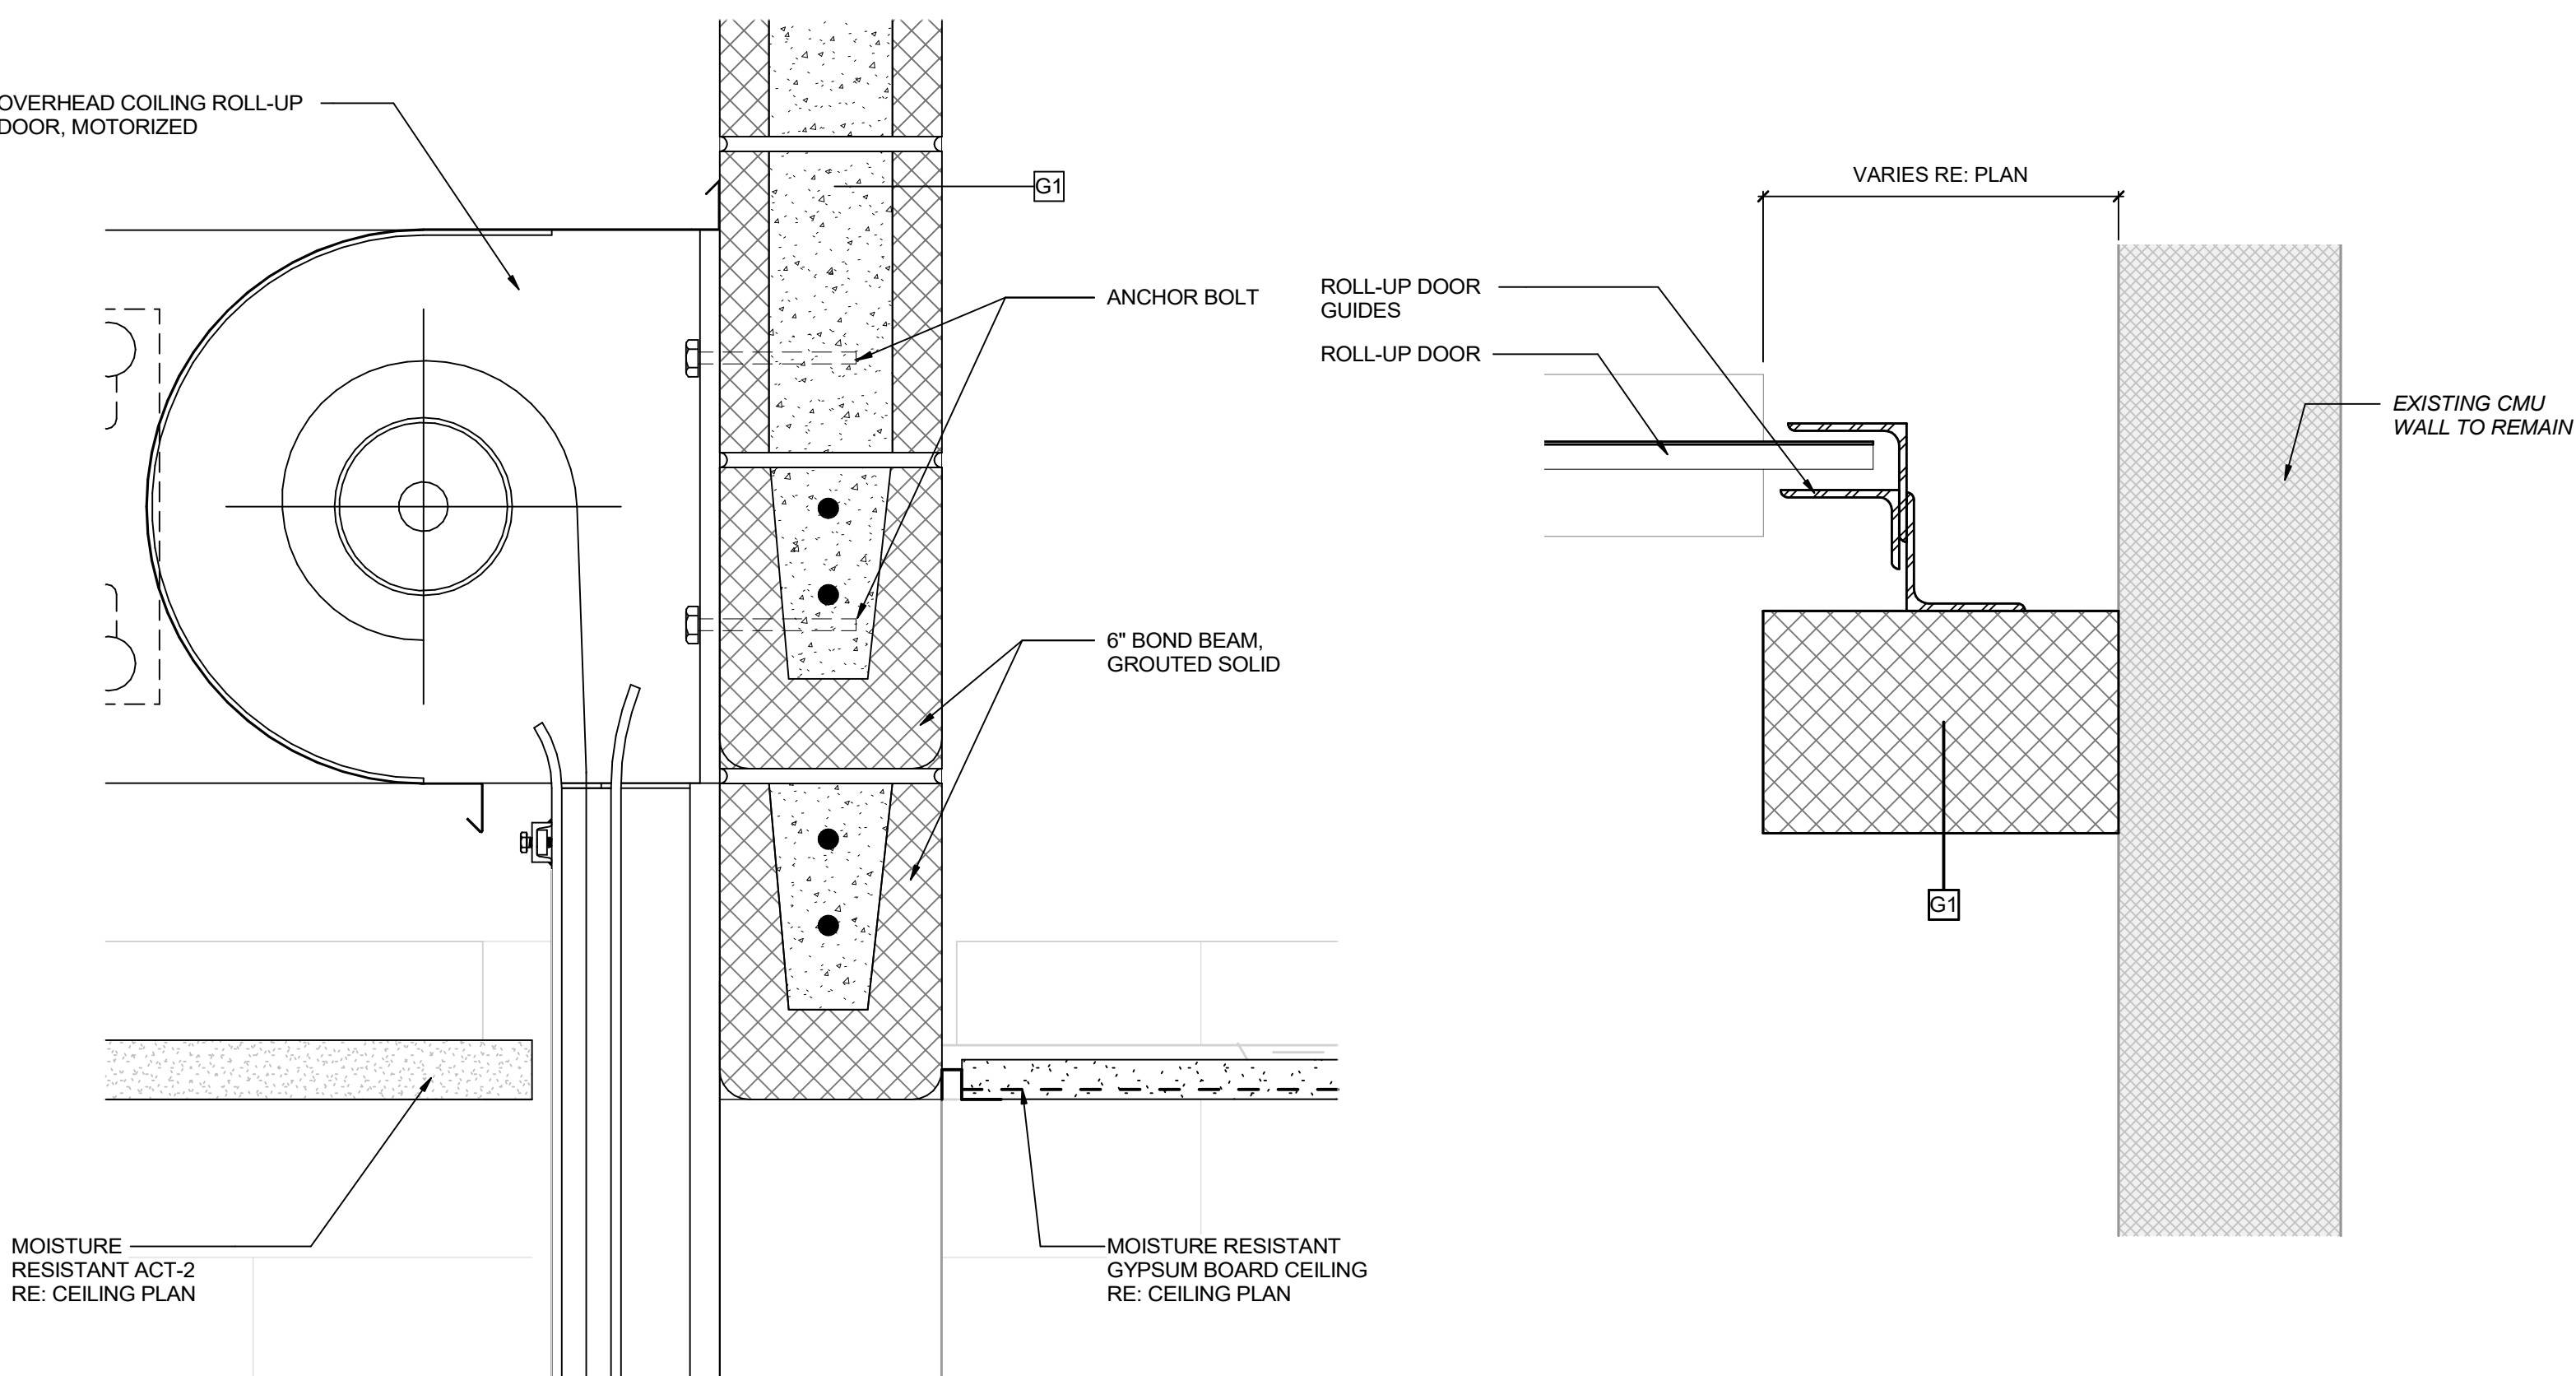 OVERHEAD COILING ROLL-UP
DOOR, MOTORIZED
G1
ANCHOR BOLT
6" BOND BEAM,
GROUTED SOLID
MOISTURE
RESISTANT ACT-2
RE: CEILING PLAN
MOISTURE RESISTANT
GYPSUM BOARD CEILING
RE: CEILING PLAN
VARIES RE: PLAN
ROLL-UP DOOR
GUIDES
ROLL-UP DOOR
EXISTING CMU
WALL TO REMAIN
G1